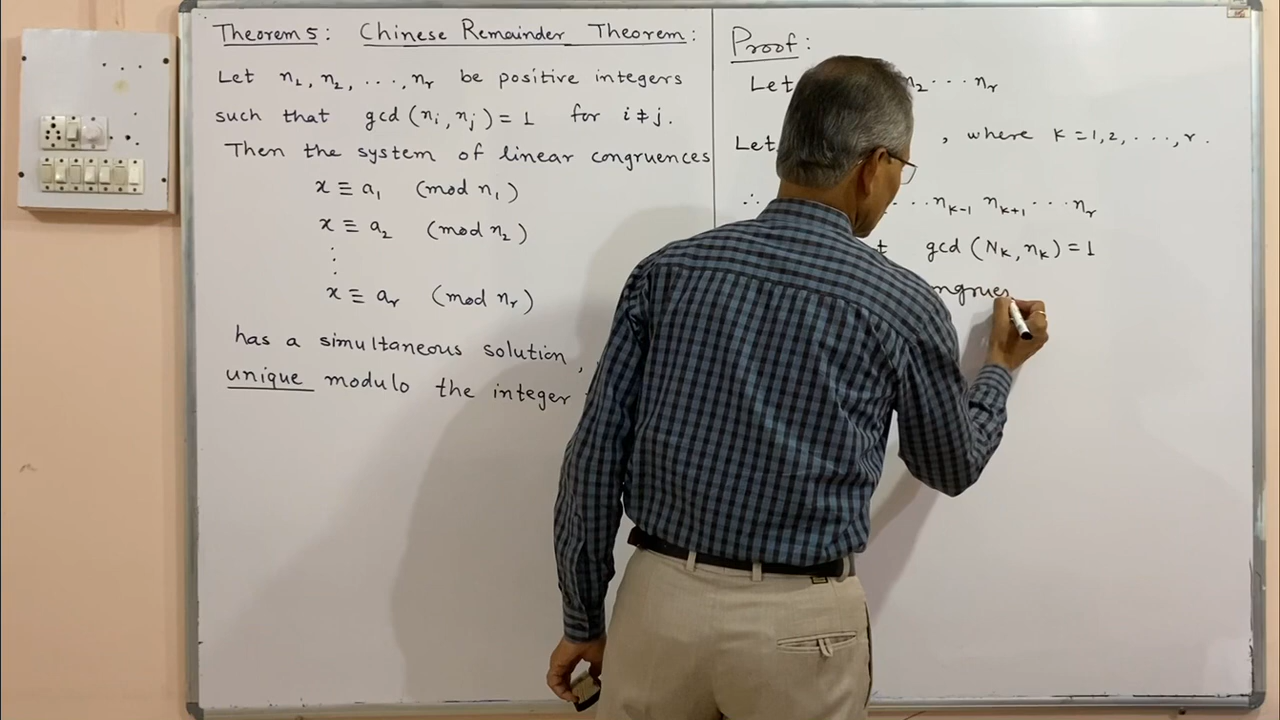 Theorem 5: Chinese Remainder Theorem:
Let n₁, n₂, ..., nᵣ be positive integers
such that gcd (nᵢ, nⱼ) = 1 for i ≠ j.
Then the system of linear congruences
x ≡ a₁ (mod n₁)
x ≡ a₂ (mod n₂)
⋮
x ≡ aᵣ (mod nᵣ)
has a simultaneous solution,
unique modulo the integer
Proof:
Let n₂ ... nᵣ
Let , where k = 1, 2, ..., r.
∴ ... nₖ₋₁ nₖ₊₁ ... nᵣ
gcd (Nₖ, nₖ) = 1